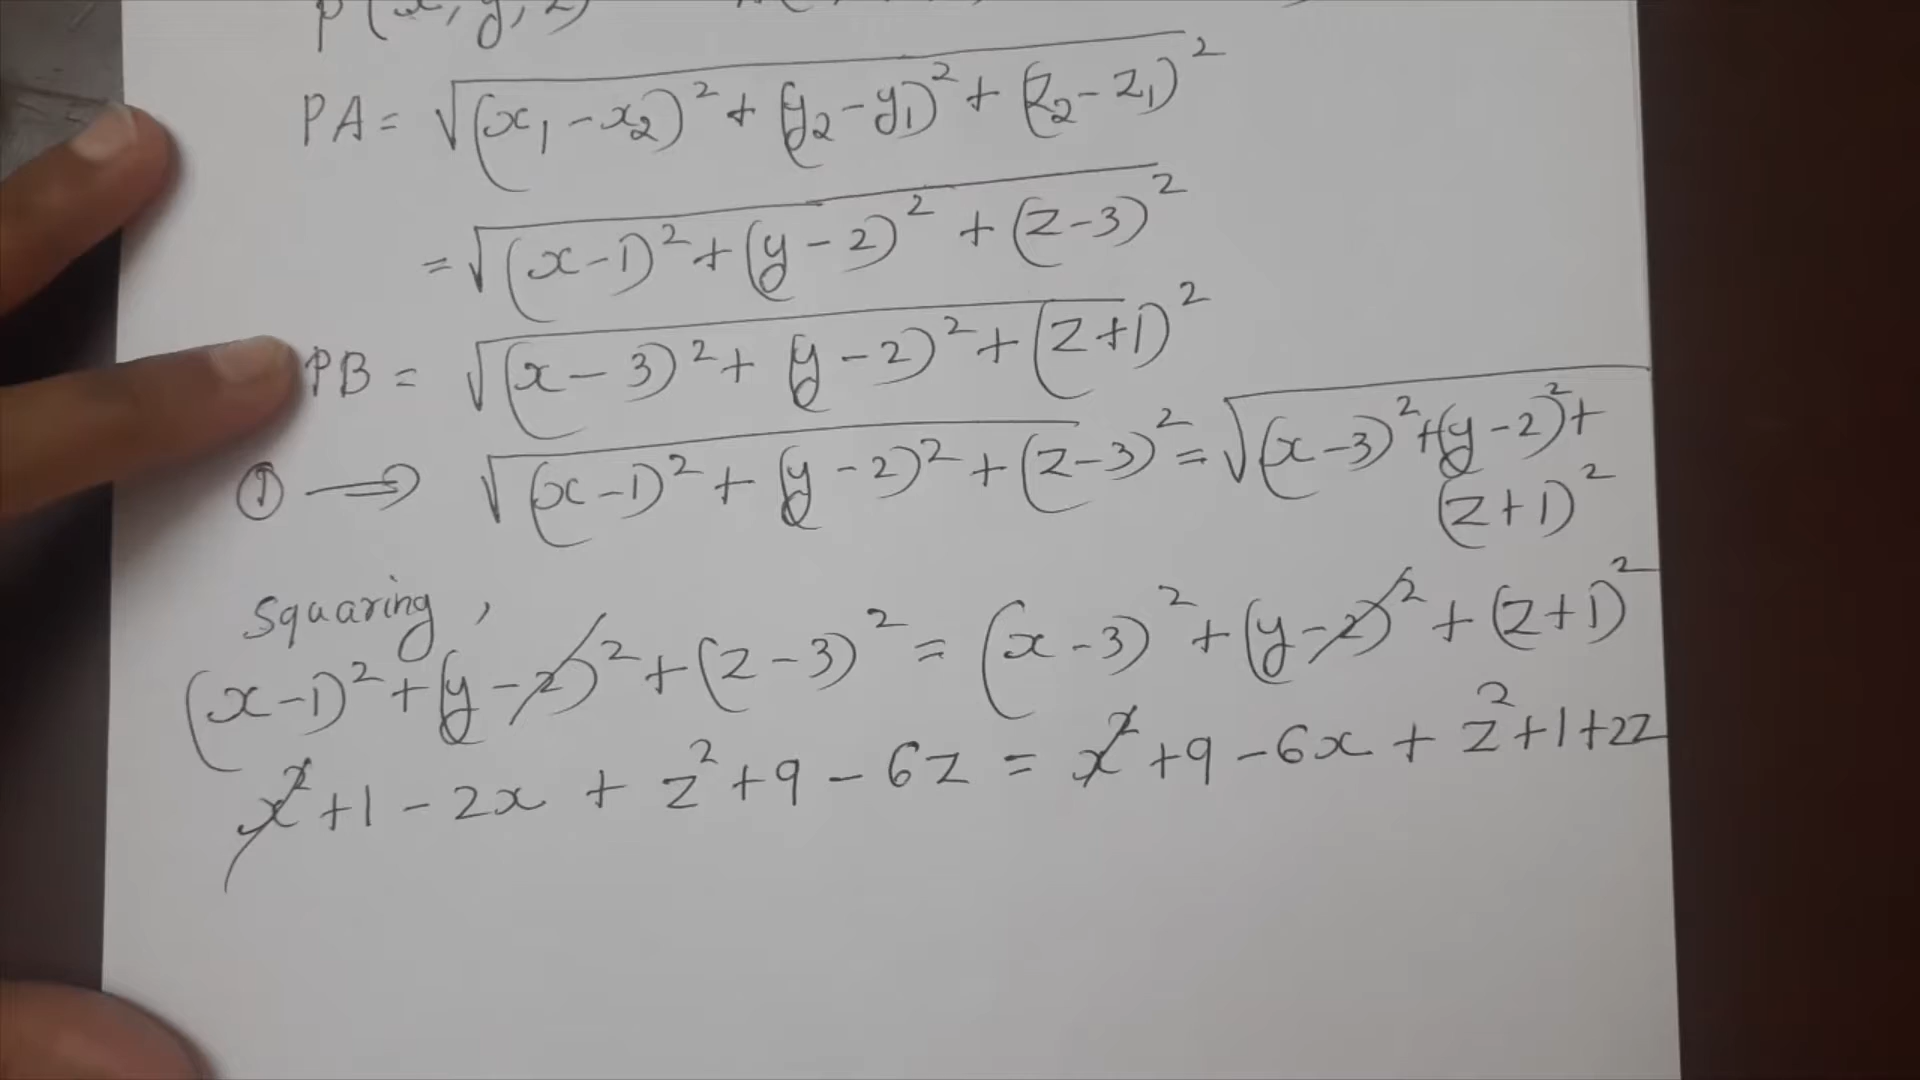 P(x, y, z)
PA = √(x₁ - x₂)² + (y₂ - y₁)² + (z₂ - z₁)²
= √(x-1)² + (y-2)² + (z-3)²
PB = √(x-3)² + (y-2)² + (z+1)²
① ⟶ √(x-1)² + (y-2)² + (z-3)² = √(x-3)² + (y-2)² +
(z+1)²
Squaring,
(x-1)² + (y-2)² + (z-3)² = (x-3)² + (y-2)² + (z+1)²
x² + 1 - 2x + z² + 9 - 6z = x² + 9 - 6x + z² + 1 + 2z